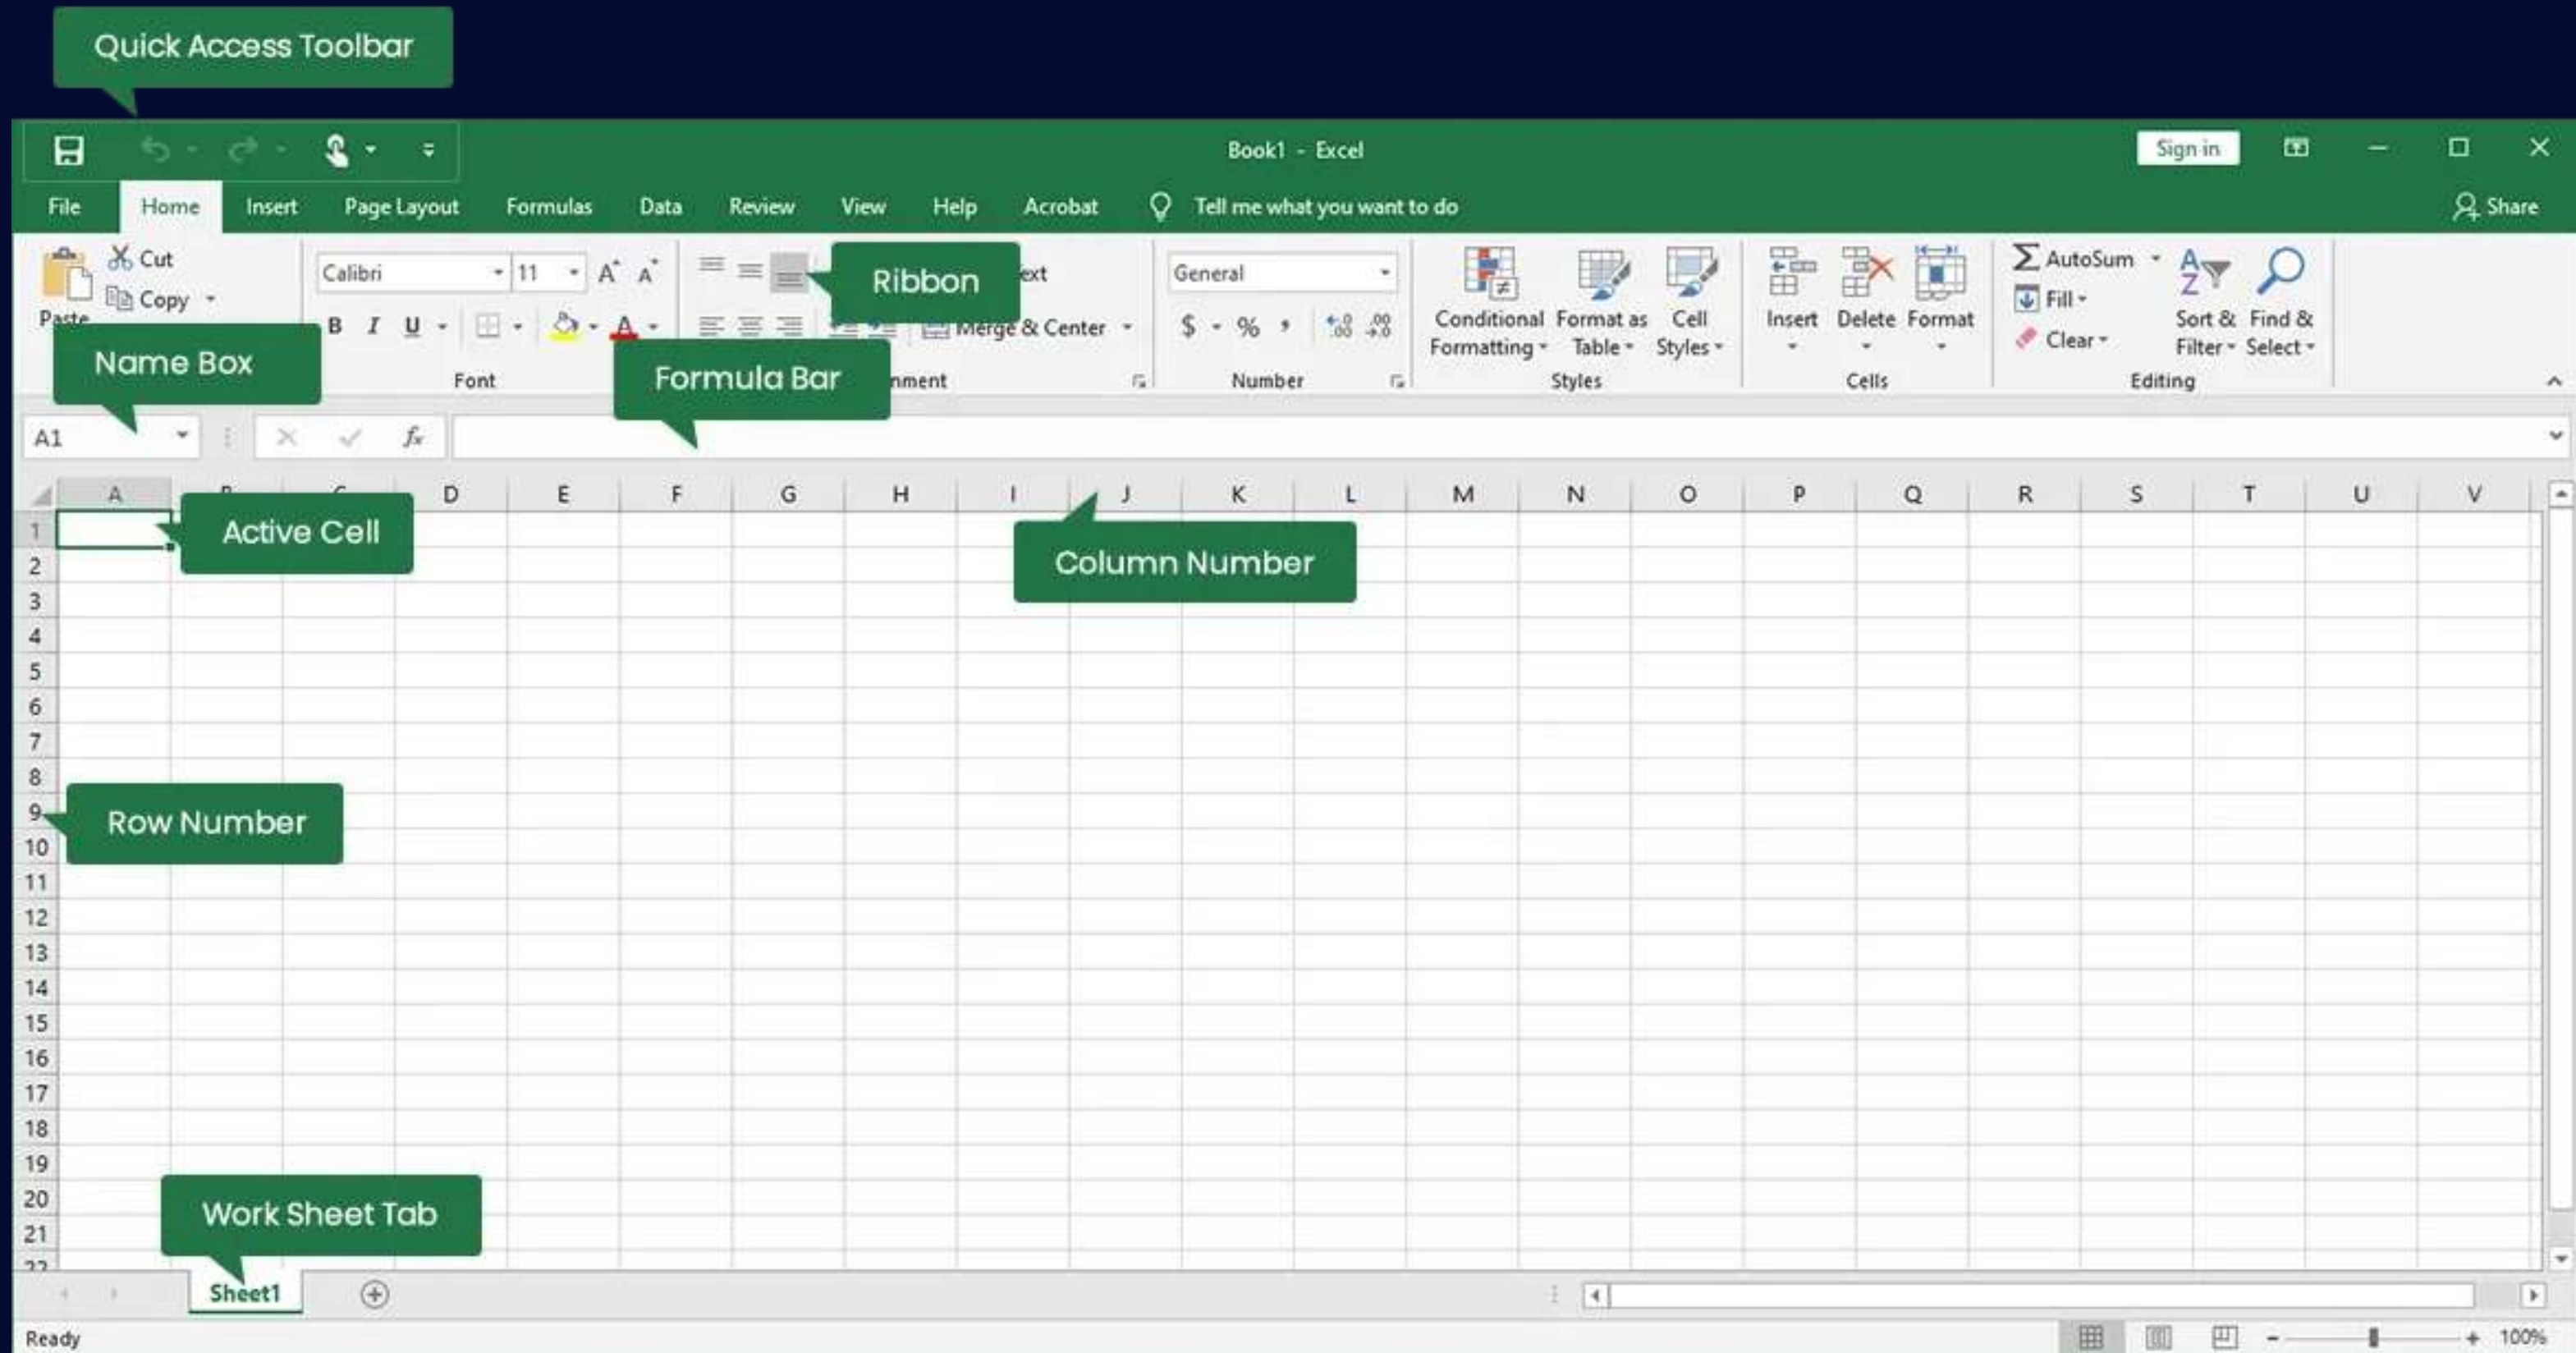 Quick Access Toolbar
Book1 - Excel
Sign in
File Home Insert Page Layout Formulas Data Review View Help Acrobat Tell me what you want to do Share
Cut
Copy
Paste
Calibri 11
B I U
Ribbon
Merge & Center
General
$ % ,
Conditional Formatting
Format as Table
Cell Styles
Insert Delete Format
AutoSum
Fill
Clear
Sort & Filter
Find & Select
Name Box
Font
Formula Bar
Number
Styles
Cells
Editing
A1 fx
A D E F G H I J K L M N O P Q R S T U V
Active Cell
Column Number
1
2
3
4
5
6
7
8
9
Row Number
10
11
12
13
14
15
16
17
18
19
20
Work Sheet Tab
21
Sheet1
Ready 100%